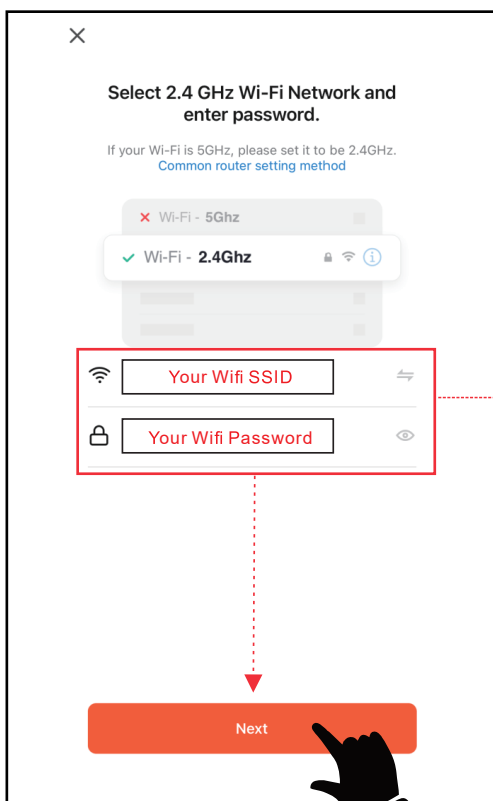 Select 2.4 GHz Wi-Fi Network and
enter password.
If your Wi-Fi is 5GHz, please set it to be 2.4GHz.
Common router setting method
Wi-Fi - 5Ghz
Wi-Fi - 2.4Ghz
Your Wifi SSID
Your Wifi Password
Next